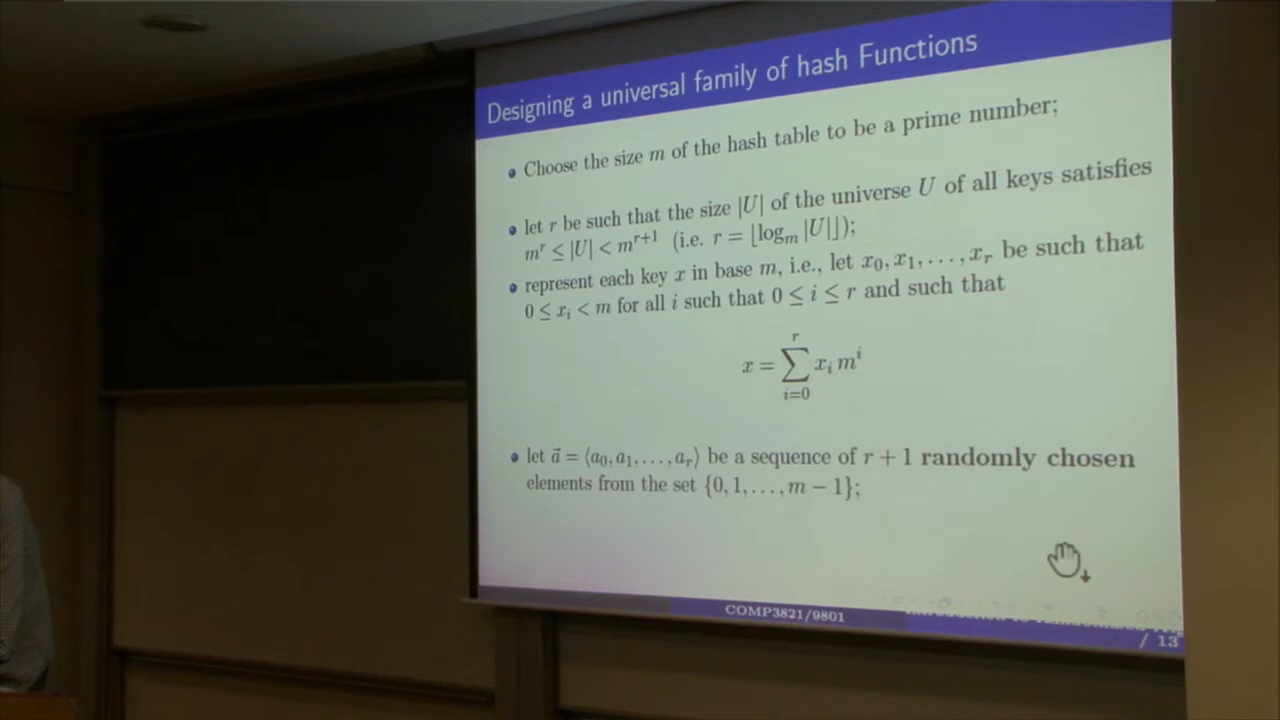 Designing a universal family of hash Functions
Choose the size m of the hash table to be a prime number;
let r be such that the size |U| of the universe U of all keys satisfies
m^r ≤ |U| < m^{r+1} (i.e. r = ⌊log_m |U|⌋);
represent each key x in base m, i.e., let x_0, x_1, . . . , x_r be such that
0 ≤ x_i < m for all i such that 0 ≤ i ≤ r and such that
x = ∑_{i=0}^{r} x_i m^i
let a⃗ = ⟨a_0, a_1, . . . , a_r⟩ be a sequence of r + 1 randomly chosen
elements from the set {0, 1, . . . , m − 1};
COMP3821/9801
/ 13